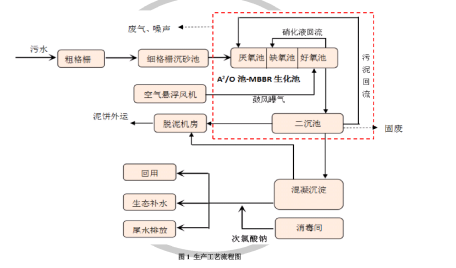 废气、噪声
硝化液回流
污水
粗格栅
细格栅沉砂池
厌氧池
缺氧池
好氧池
污泥回流
A²/O 池-MBBR 生化池
空气悬浮风机
鼓风曝气
泥饼外运
脱泥机房
二沉池
固废
回用
混凝沉淀
生态补水
尾水排放
消毒间
次氯酸钠
图 1 生产工艺流程图